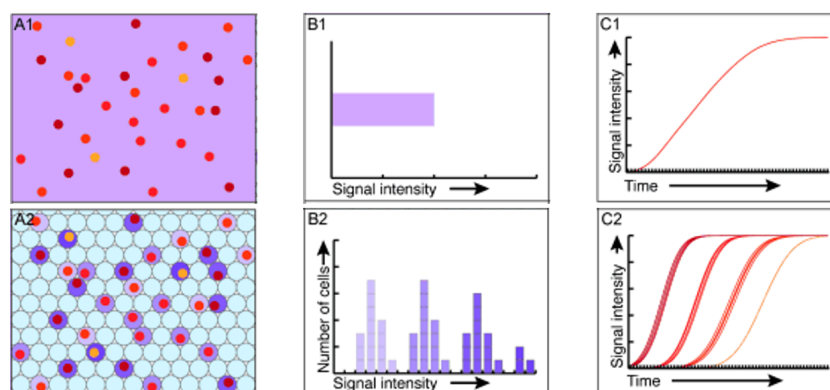 A1
B1
Signal intensity
C1
Signal intensity
Time
A2
B2
Number of cells
Signal intensity
C2
Signal intensity
Time